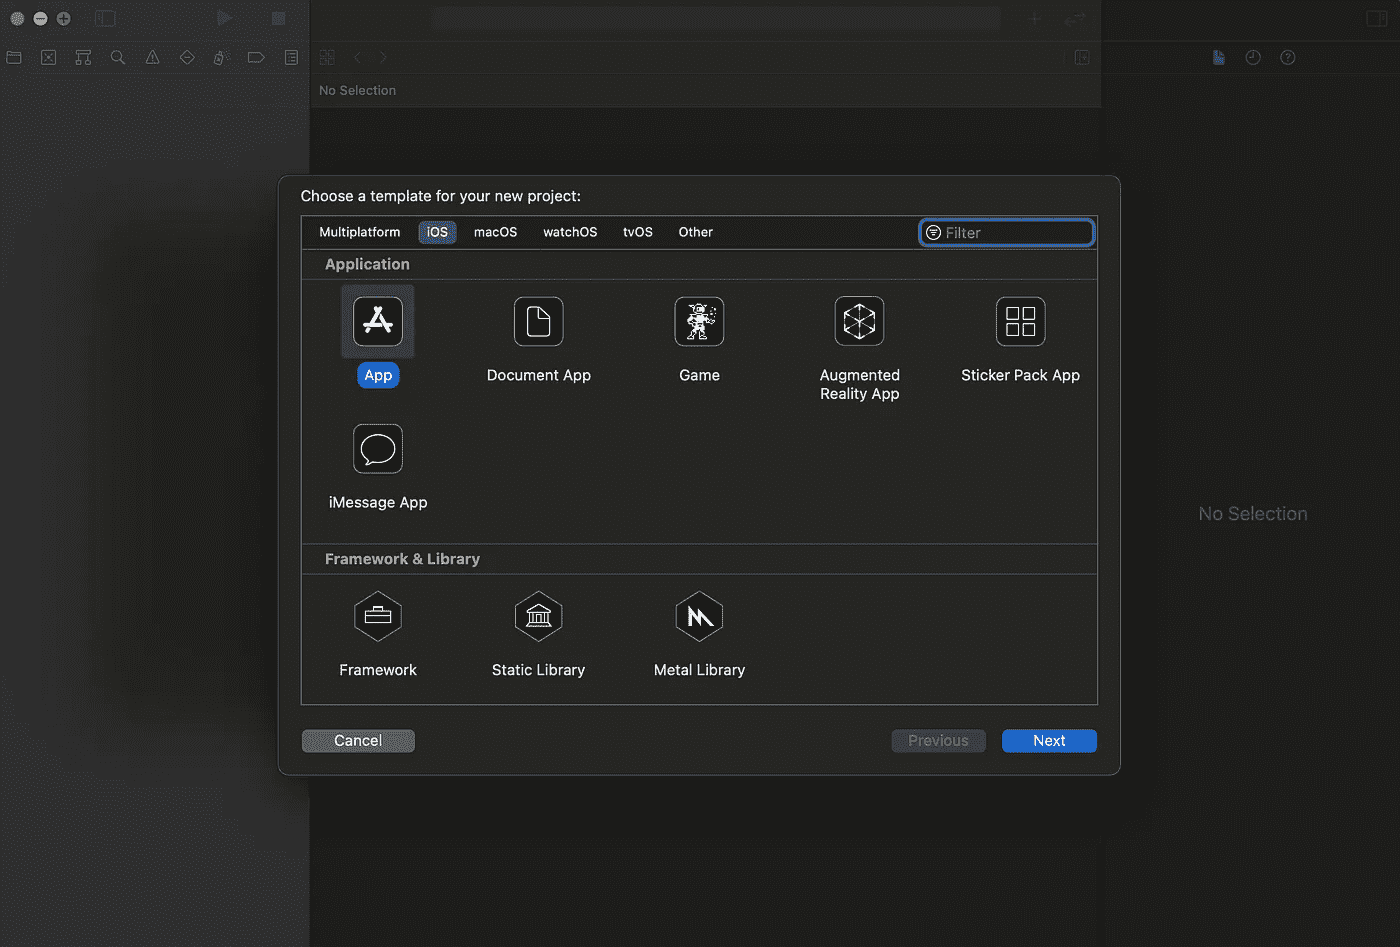 No Selection
Choose a template for your new project:
Multiplatform iOS macOS watchOS tvOS Other Filter
Application
App Document App Game Augmented Reality App Sticker Pack App
iMessage App
No Selection
Framework & Library
Framework Static Library Metal Library
Cancel Previous Next